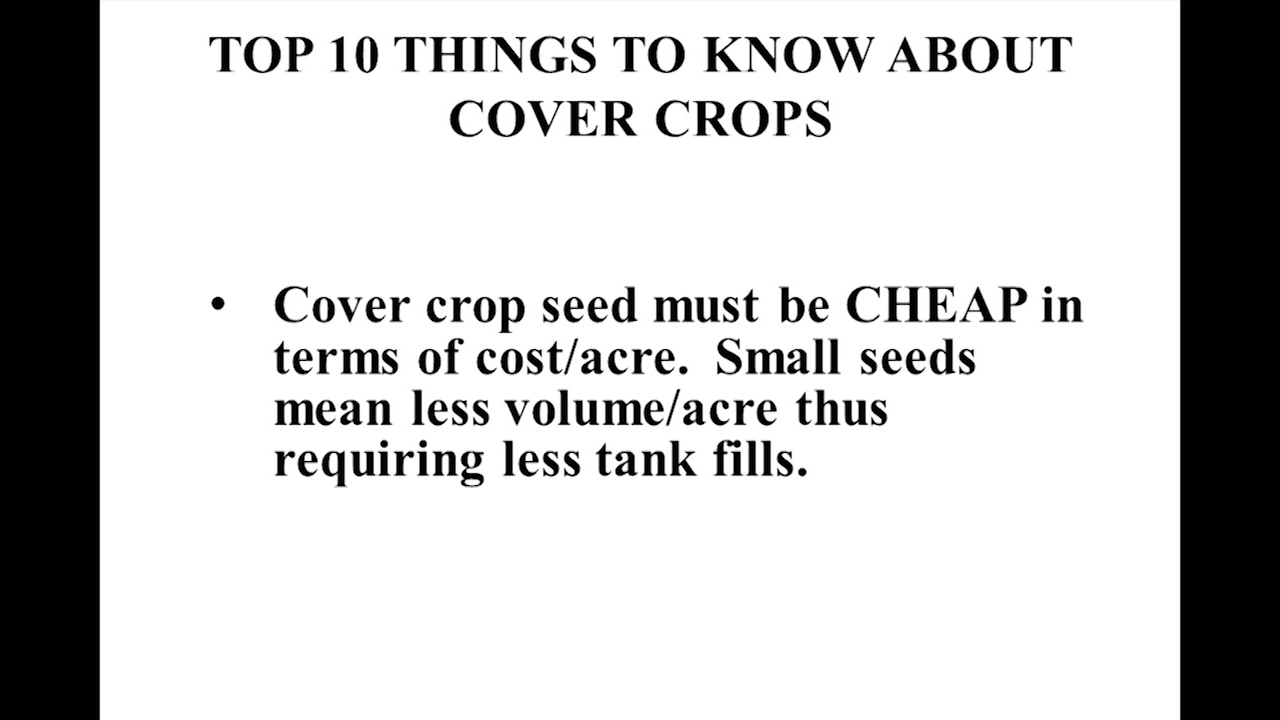 TOP 10 THINGS TO KNOW ABOUT
COVER CROPS
• Cover crop seed must be CHEAP in
terms of cost/acre. Small seeds
mean less volume/acre thus
requiring less tank fills.